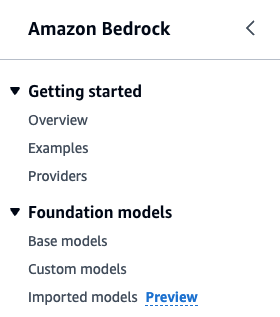 Amazon Bedrock
Getting started
Overview
Examples
Providers
Foundation models
Base models
Custom models
Imported models Preview